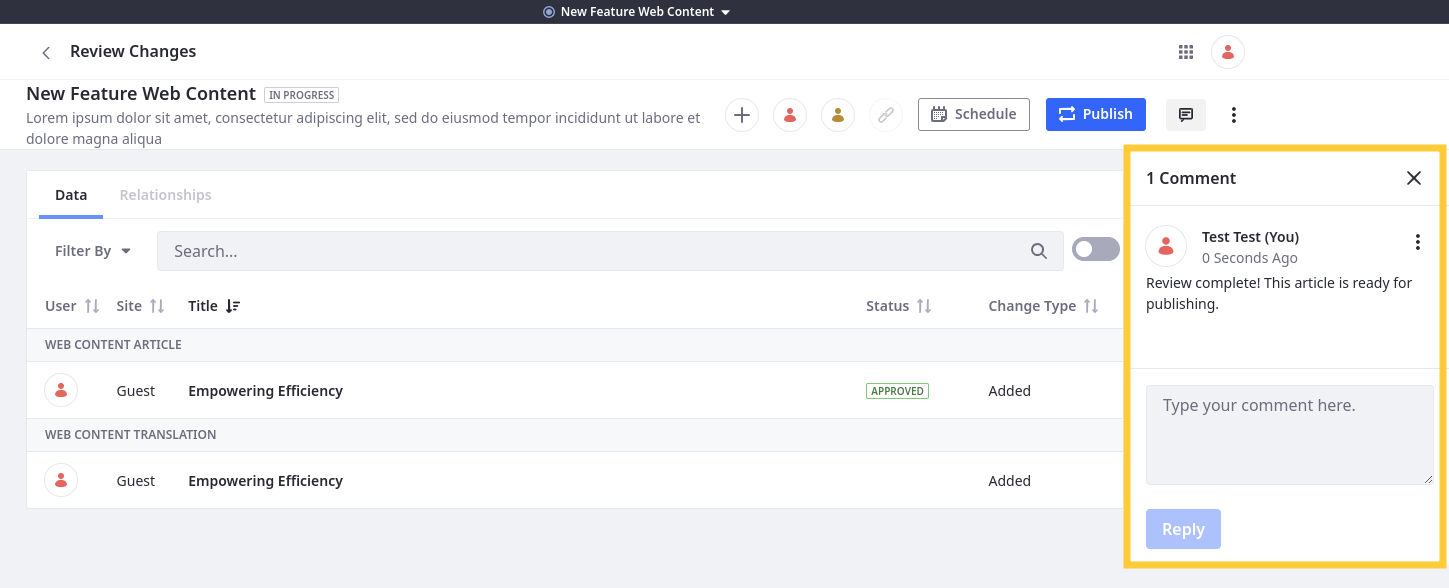 New Feature Web Content
Review Changes
New Feature Web Content IN PROGRESS
Lorem ipsum dolor sit amet, consectetur adipiscing elit, sed do eiusmod tempor incididunt ut labore et
dolore magna aliqua
Schedule
Publish
Data Relationships
Filter By
Search...
User Site Title Status Change Type
WEB CONTENT ARTICLE
Guest Empowering Efficiency APPROVED Added
WEB CONTENT TRANSLATION
Guest Empowering Efficiency Added
1 Comment
Test Test (You)
0 Seconds Ago
Review complete! This article is ready for
publishing.
Type your comment here.
Reply